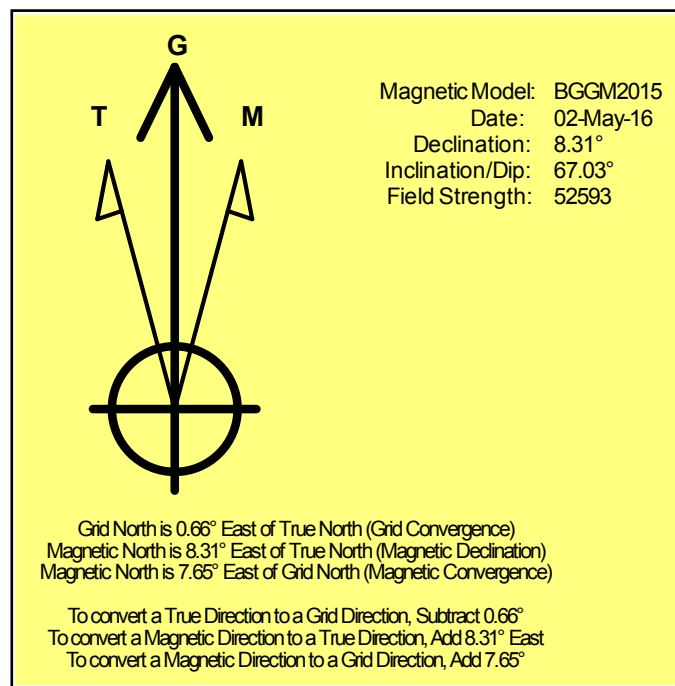 G
T M
Magnetic Model: BGGM2015
Date: 02-May-16
Declination: 8.31°
Inclination/Dip: 67.03°
Field Strength: 52593
Grid North is 0.66° East of True North (Grid Convergence)
Magnetic North is 8.31° East of True North (Magnetic Declination)
Magnetic North is 7.65° East of Grid North (Magnetic Convergence)
To convert a True Direction to a Grid Direction, Subtract 0.66°
To convert a Magnetic Direction to a True Direction, Add 8.31° East
To convert a Magnetic Direction to a Grid Direction, Add 7.65°